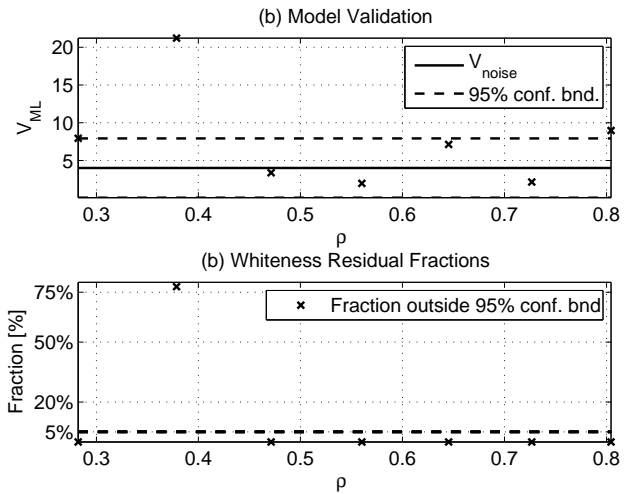 (b) Model Validation
V_ML
20
15
10
5
V_noise
95% conf. bnd.
0.3 0.4 0.5 0.6 0.7 0.8
ρ
(b) Whiteness Residual Fractions
Fraction [%]
75%
50%
20%
5%
Fraction outside 95% conf. bnd
0.3 0.4 0.5 0.6 0.7 0.8
ρ